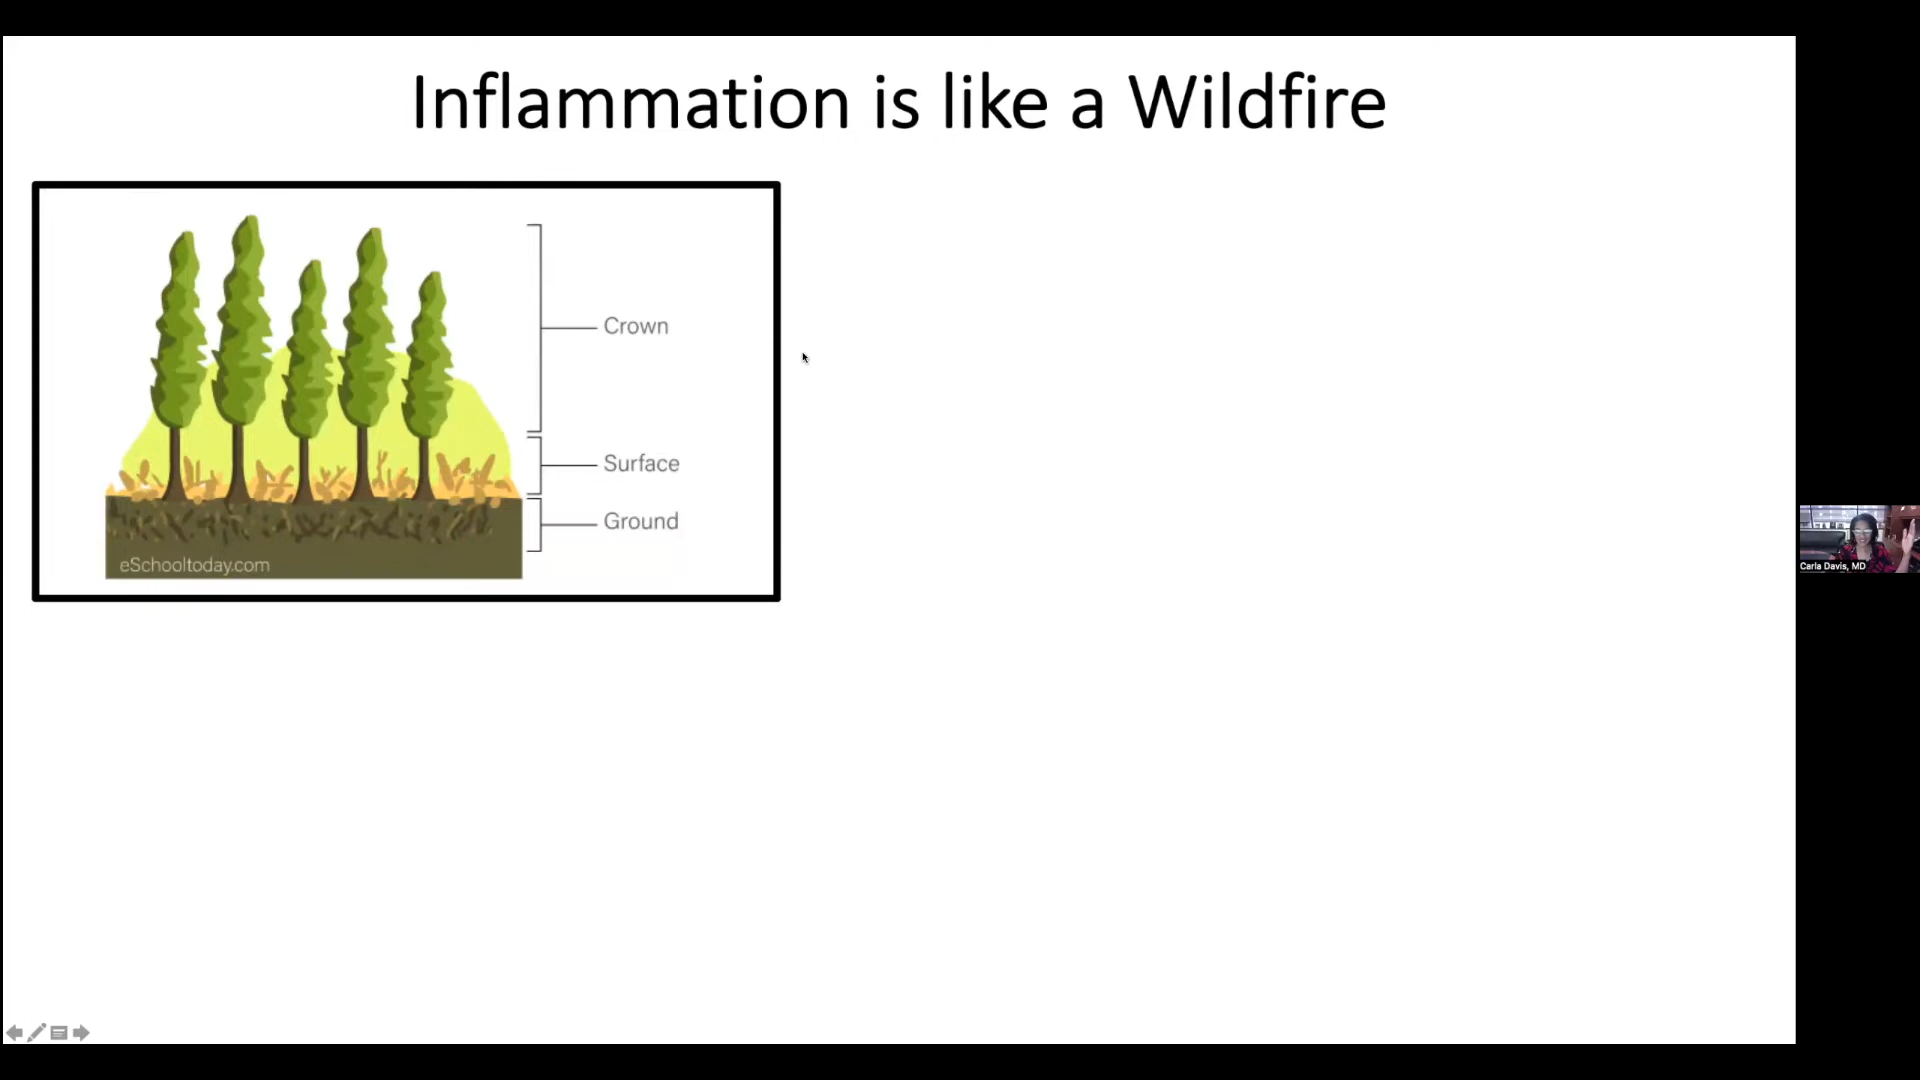 Inflammation is like a Wildfire
Crown
Surface
Ground
eSchooltoday.com
Carla Davis, MD